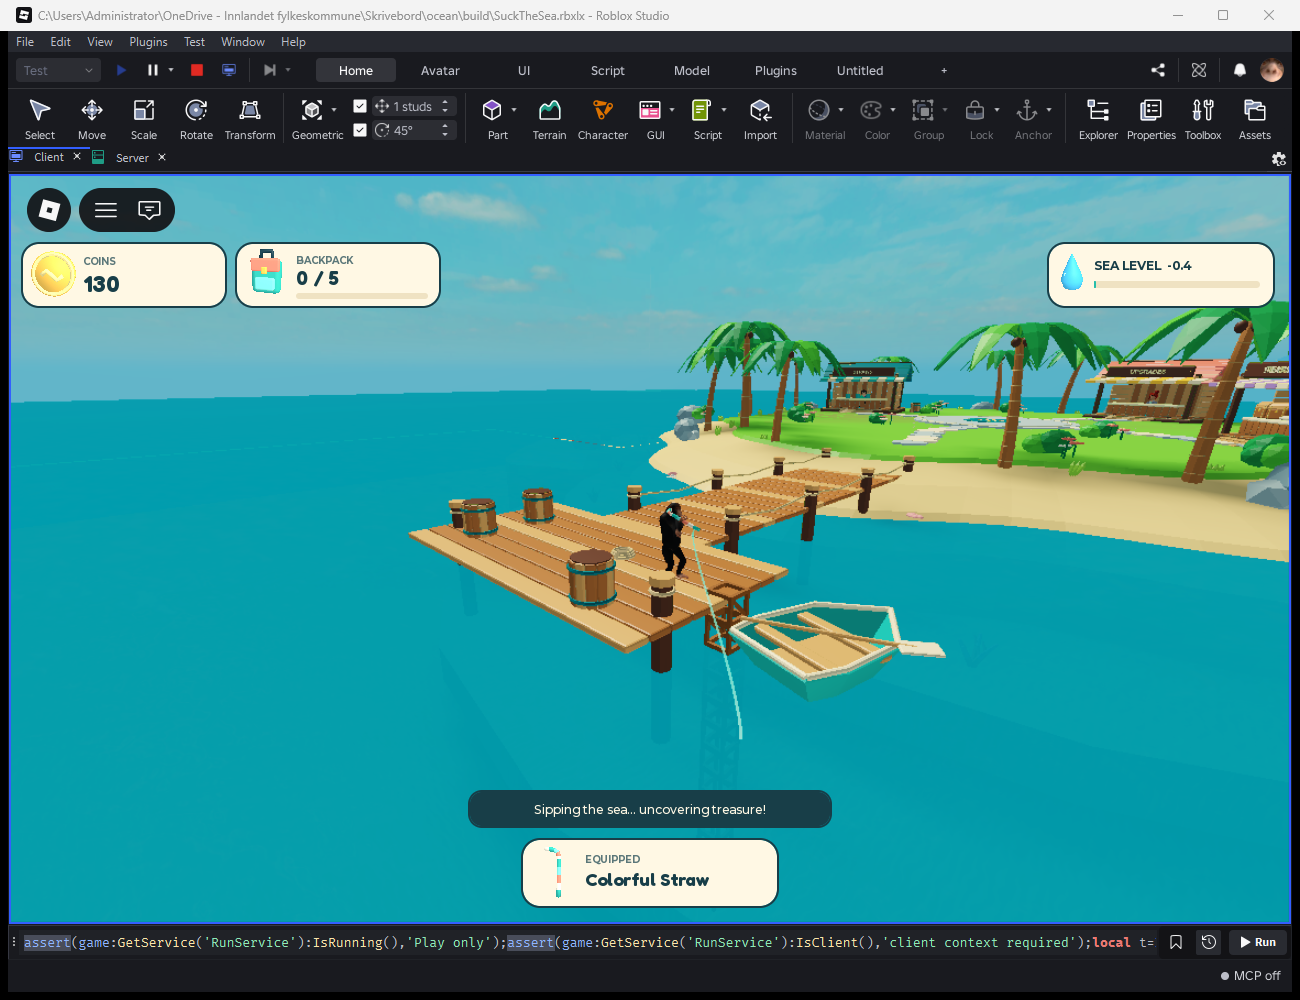 C:\Users\Administrator\OneDrive - Innlandet fylkeskommune\Skrivebord\ocean\build\SuckTheSea.rbxlx - Roblox Studio
File Edit View Plugins Test Window Help
Test Home Avatar UI Script Model Plugins Untitled +
1 studs
45°
Select Move Scale Rotate Transform Geometric Part Terrain Character GUI Script Import Material Color Group Lock Anchor Explorer Properties Toolbox Assets
Client Server
COINS
130
BACKPACK
0 / 5
SEA LEVEL -0.4
UPGRADES
Sipping the sea... uncovering treasure!
EQUIPPED
Colorful Straw
assert(game:GetService('RunService'):IsRunning(),'Play only');assert(game:GetService('RunService'):IsClient(),'client context required');local t=
Run
MCP off